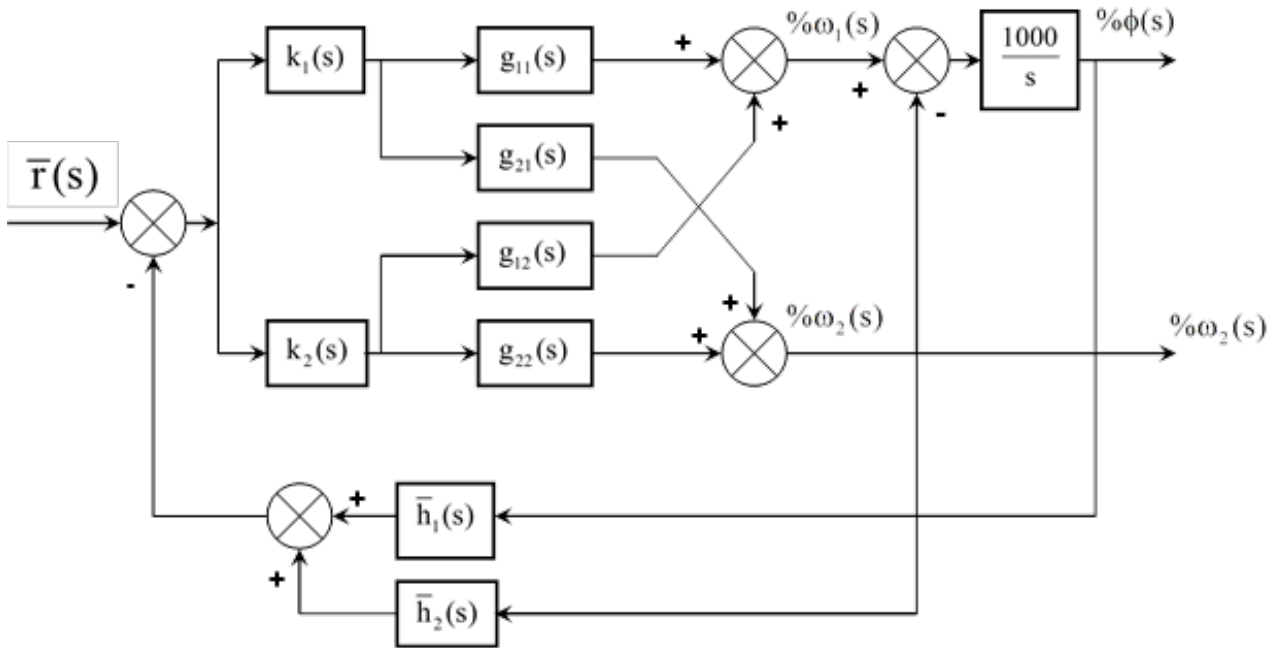 %ω₁(s)
%ϕ(s)
k₁(s)
g₁₁(s)
+
+
-
1000
s
+
g₂₁(s)
r̅(s)
g₁₂(s)
-
+
%ω₂(s)
%ω₂(s)
k₂(s)
g₂₂(s)
+
+
h̅₁(s)
+
h̅₂(s)